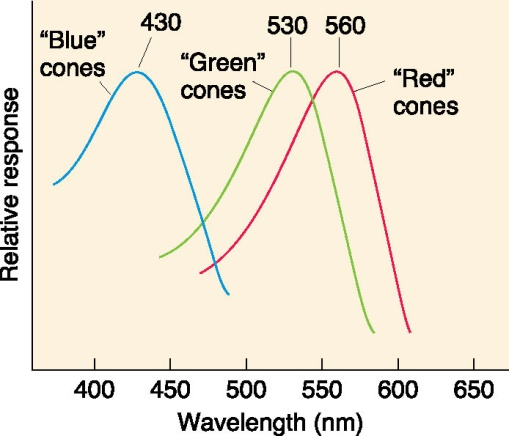 430
530
560
“Blue”
cones
“Green”
cones
“Red”
cones
Relative response
400
450
500
550
600
650
Wavelength (nm)